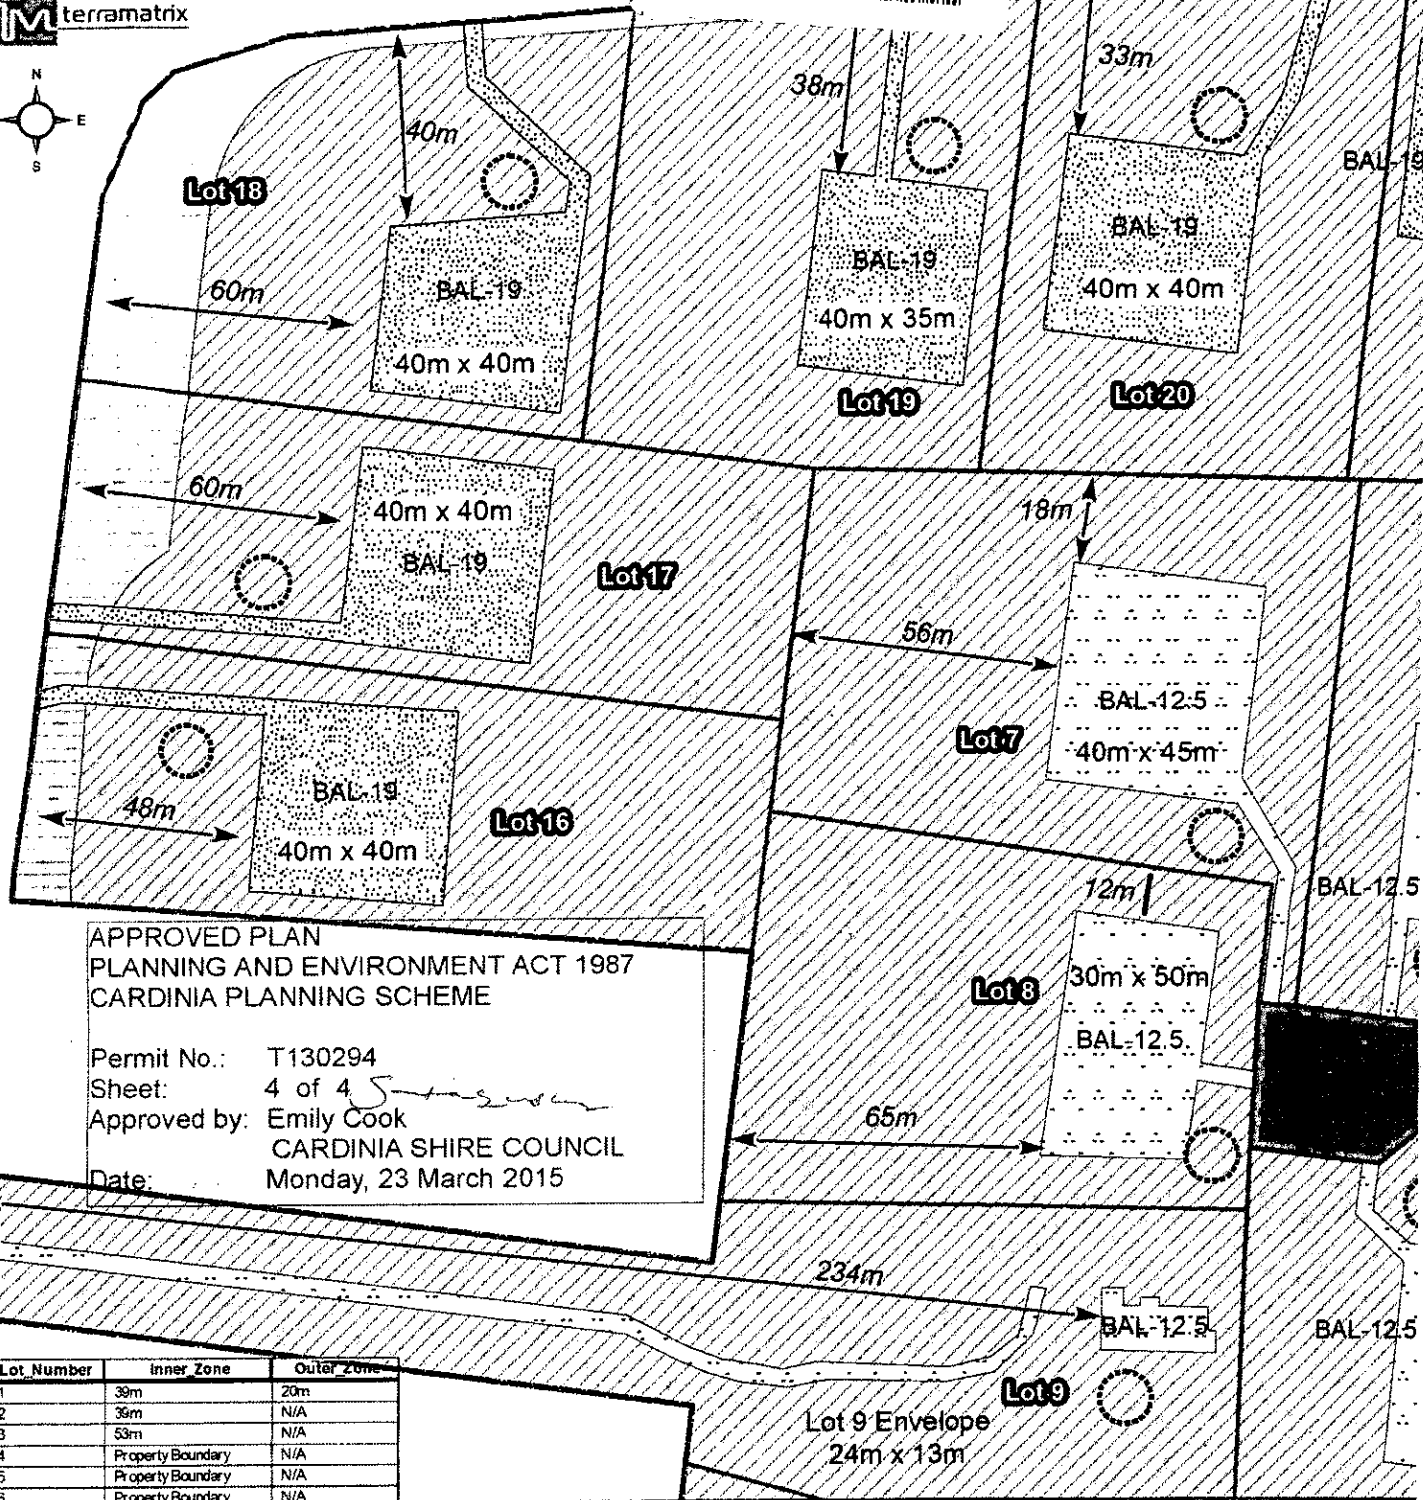 terramatrix
N
E
S
40m
38m
33m
Lot 18
BAL-19
60m
BAL-19
40m x 40m
BAL-19
40m x 35m
BAL-19
40m x 40m
Lot 19
Lot 20
60m
40m x 40m
BAL-19
Lot 17
18m
56m
BAL-12.5
40m x 45m
Lot 7
48m
BAL-19
40m x 40m
Lot 16
12m
BAL-12.5
30m x 50m
BAL-12.5
Lot 8
65m
APPROVED PLAN
PLANNING AND ENVIRONMENT ACT 1987
CARDINIA PLANNING SCHEME
Permit No.: T130294
Sheet: 4 of 4
Approved by: Emily Cook
CARDINIA SHIRE COUNCIL
Date: Monday, 23 March 2015
234m
BAL-12.5
BAL-12.5
Lot 9
Lot 9 Envelope
24m x 13m
Lot_Number Inner_Zone Outer_Zone
1 39m 20m
2 39m N/A
3 53m N/A
4 Property Boundary N/A
5 Property Boundary N/A
6 Property Boundary N/A